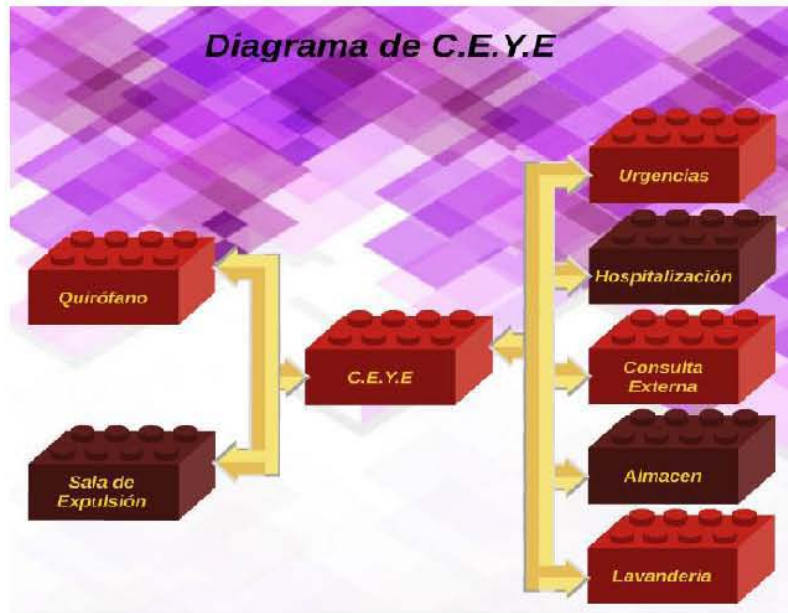 Diagrama de C.E.Y.E
Urgencias
Hospitalización
Quirófano
C.E.Y.E
Consulta
Externa
Sala de
Expulsión
Almacen
Lavanderia